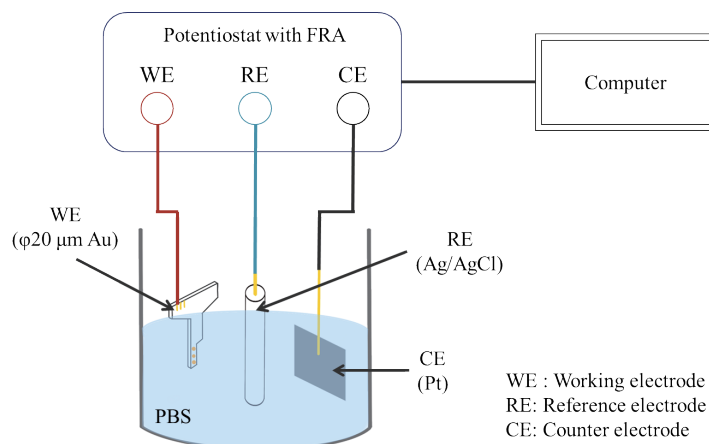 Potentiostat with FRA
WE
RE
CE
Computer
WE
(φ20 μm Au)
RE
(Ag/AgCl)
CE
(Pt)
PBS
WE : Working electrode
RE: Reference electrode
CE: Counter electrode